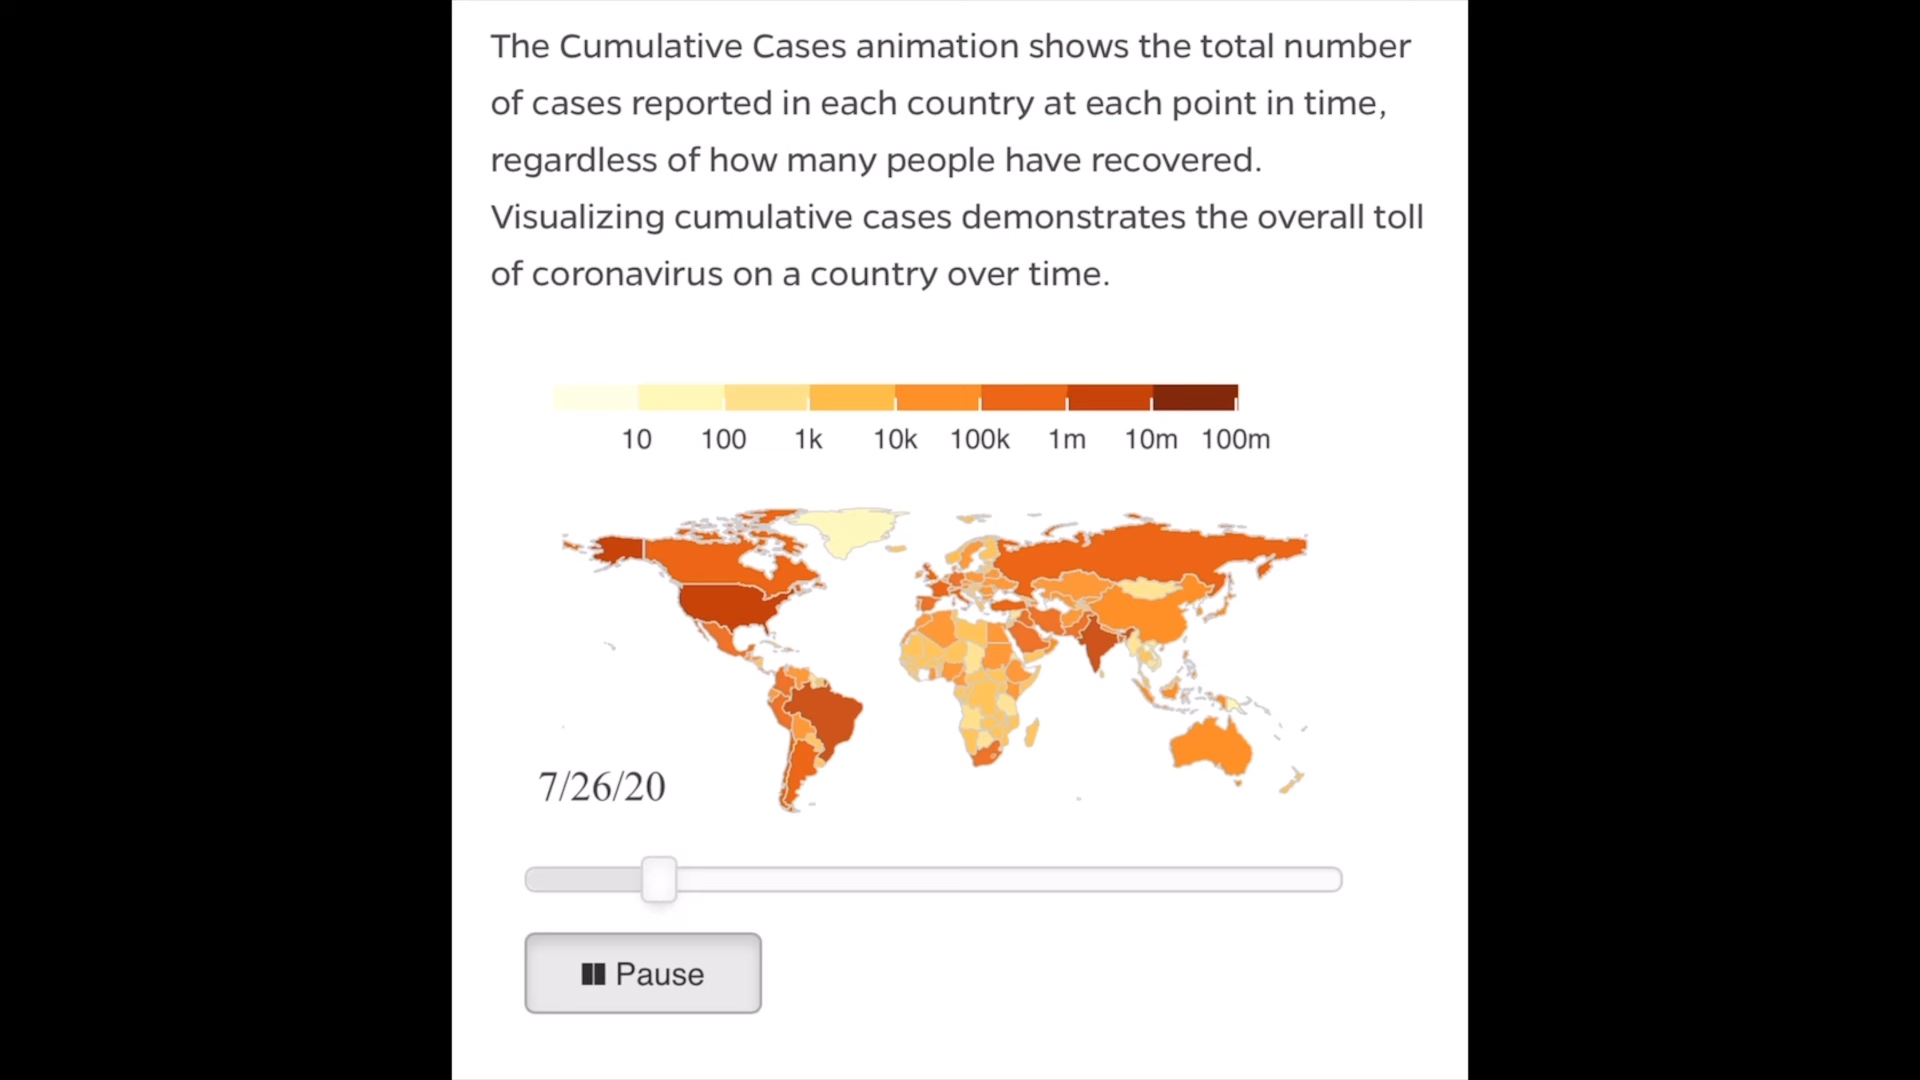 The Cumulative Cases animation shows the total number
of cases reported in each country at each point in time,
regardless of how many people have recovered.
Visualizing cumulative cases demonstrates the overall toll
of coronavirus on a country over time.
10 100 1k 10k 100k 1m 10m 100m
7/26/20
Pause